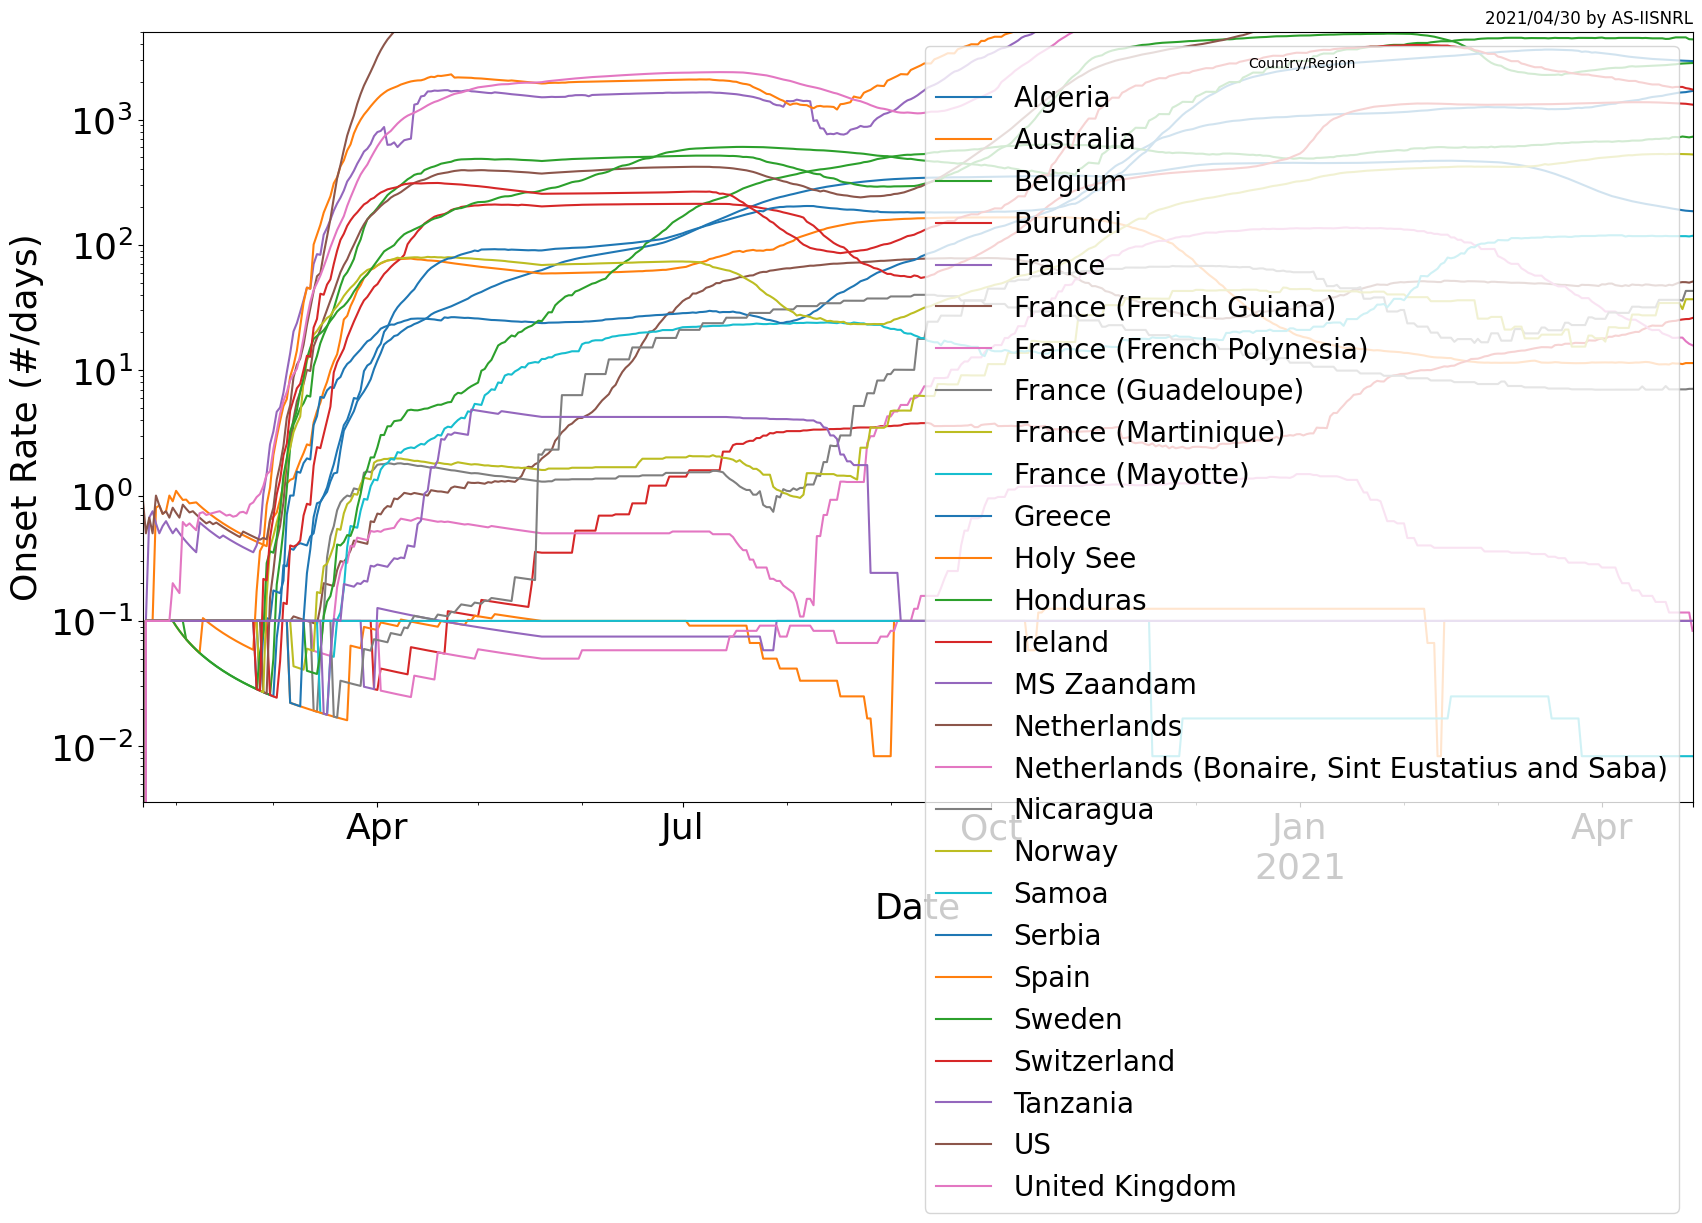 2021/04/30 by AS-IISNRL
Onset Rate (#/days)
10³
10²
10¹
10⁰
10⁻¹
10⁻²
Apr
Jul
Oct
Jan
2021
Apr
Date
Country/Region
Algeria
Australia
Belgium
Burundi
France
France (French Guiana)
France (French Polynesia)
France (Guadeloupe)
France (Martinique)
France (Mayotte)
Greece
Holy See
Honduras
Ireland
MS Zaandam
Netherlands
Netherlands (Bonaire, Sint Eustatius and Saba)
Nicaragua
Norway
Samoa
Serbia
Spain
Sweden
Switzerland
Tanzania
US
United Kingdom